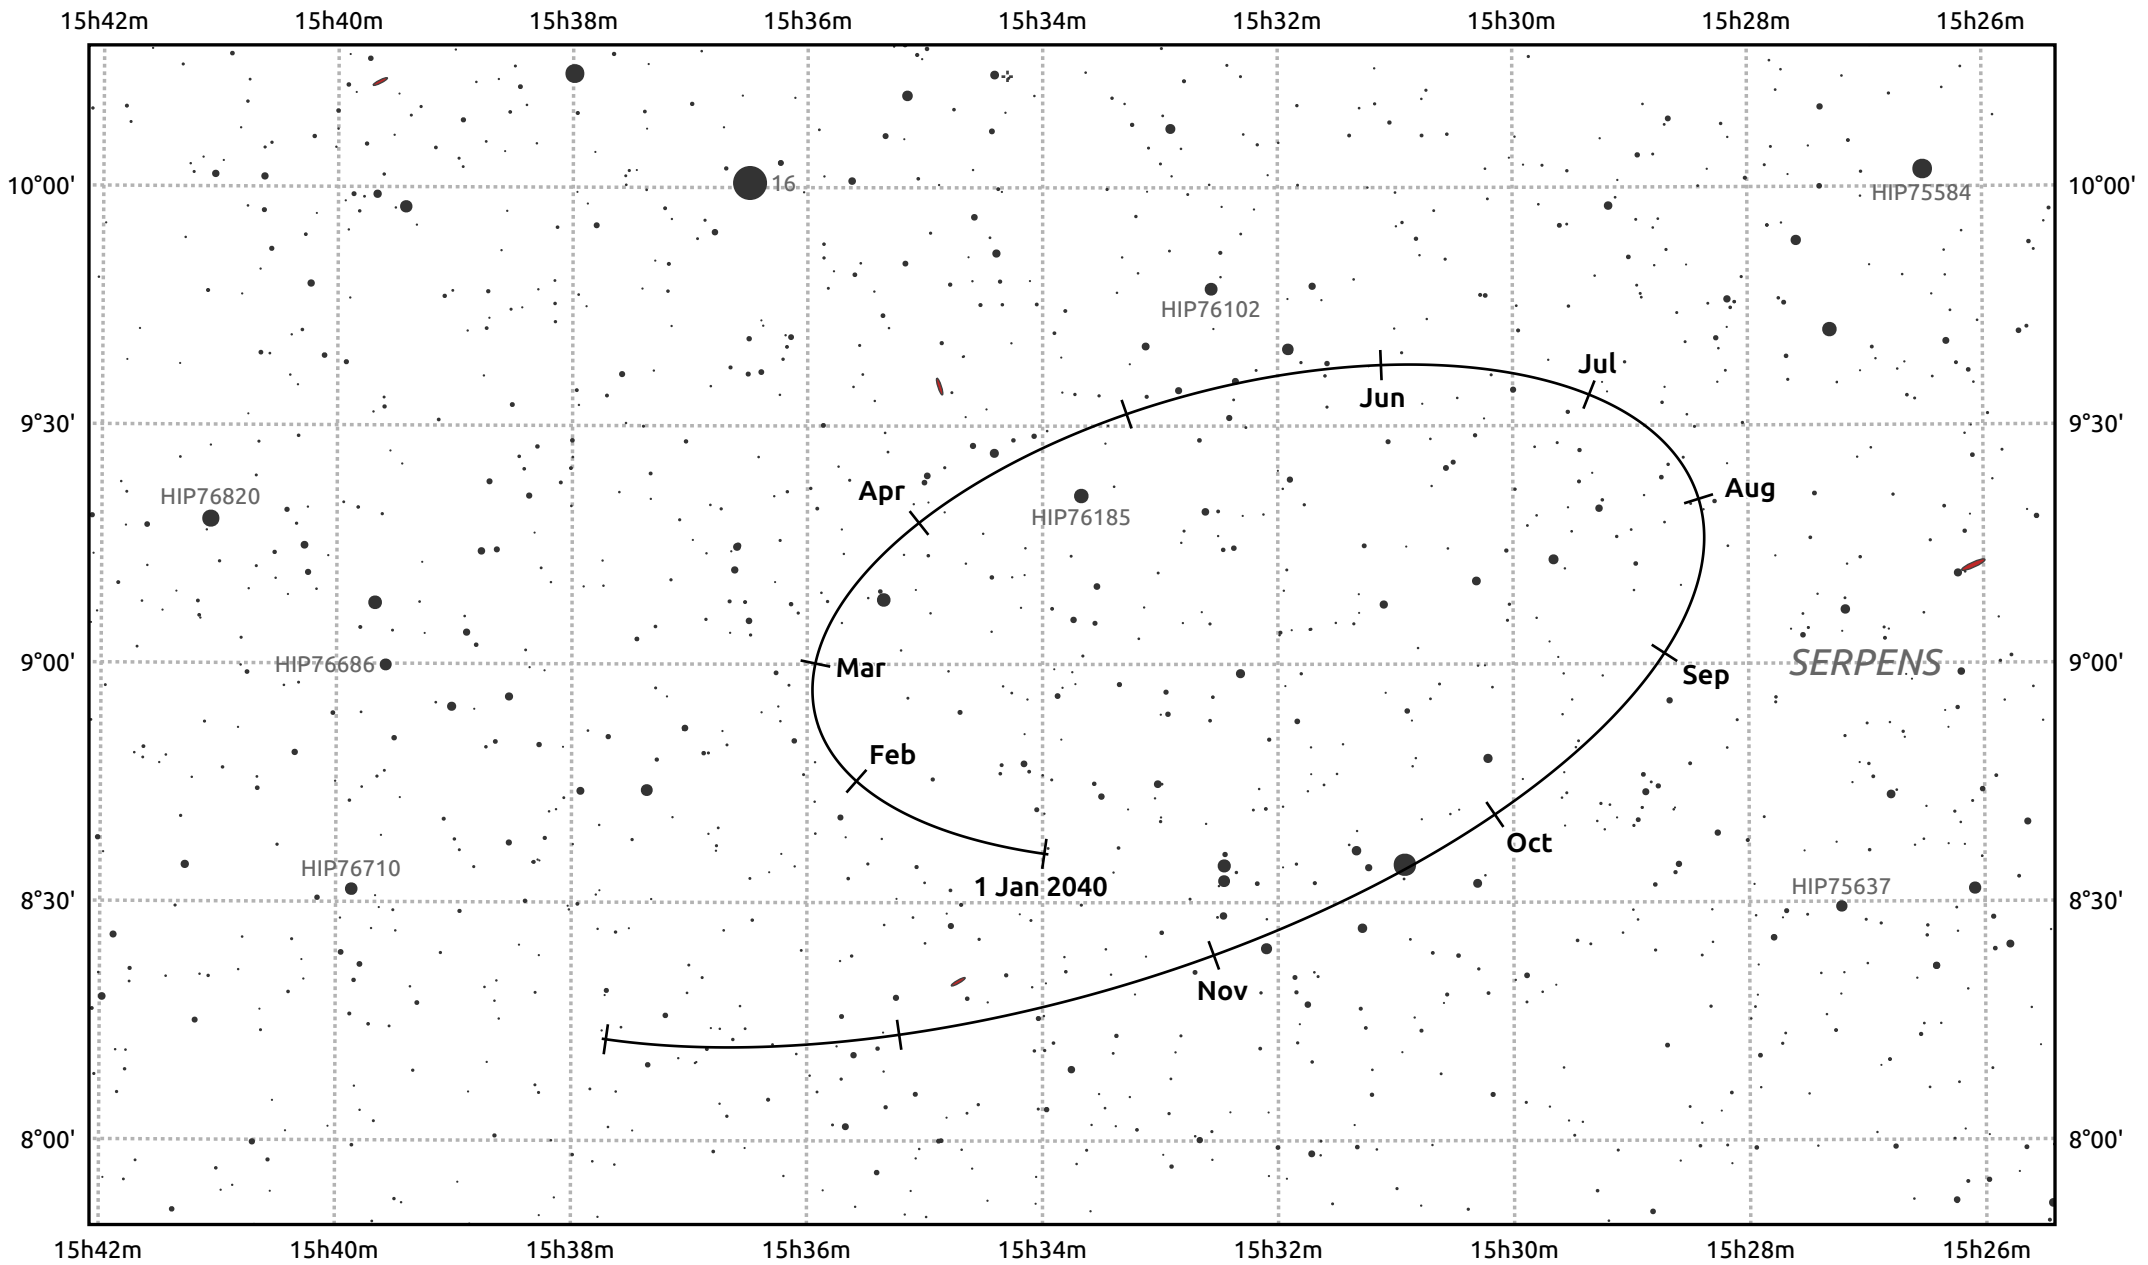 15h42m 15h40m 15h38m 15h36m 15h34m 15h32m 15h30m 15h28m 15h26m
10°00' 16 HIP75584 10°00'
HIP76102
Jul
Jun
9°30' 9°30'
Apr HIP76820 HIP76185 Aug
9°00' HIP76686 Mar Sep SERPENS 9°00'
Feb
Oct
HIP76710 1 Jan 2040 HIP75637
8°30' 8°30'
Nov
8°00' 8°00'
15h42m 15h40m 15h38m 15h36m 15h34m 15h32m 15h30m 15h28m 15h26m